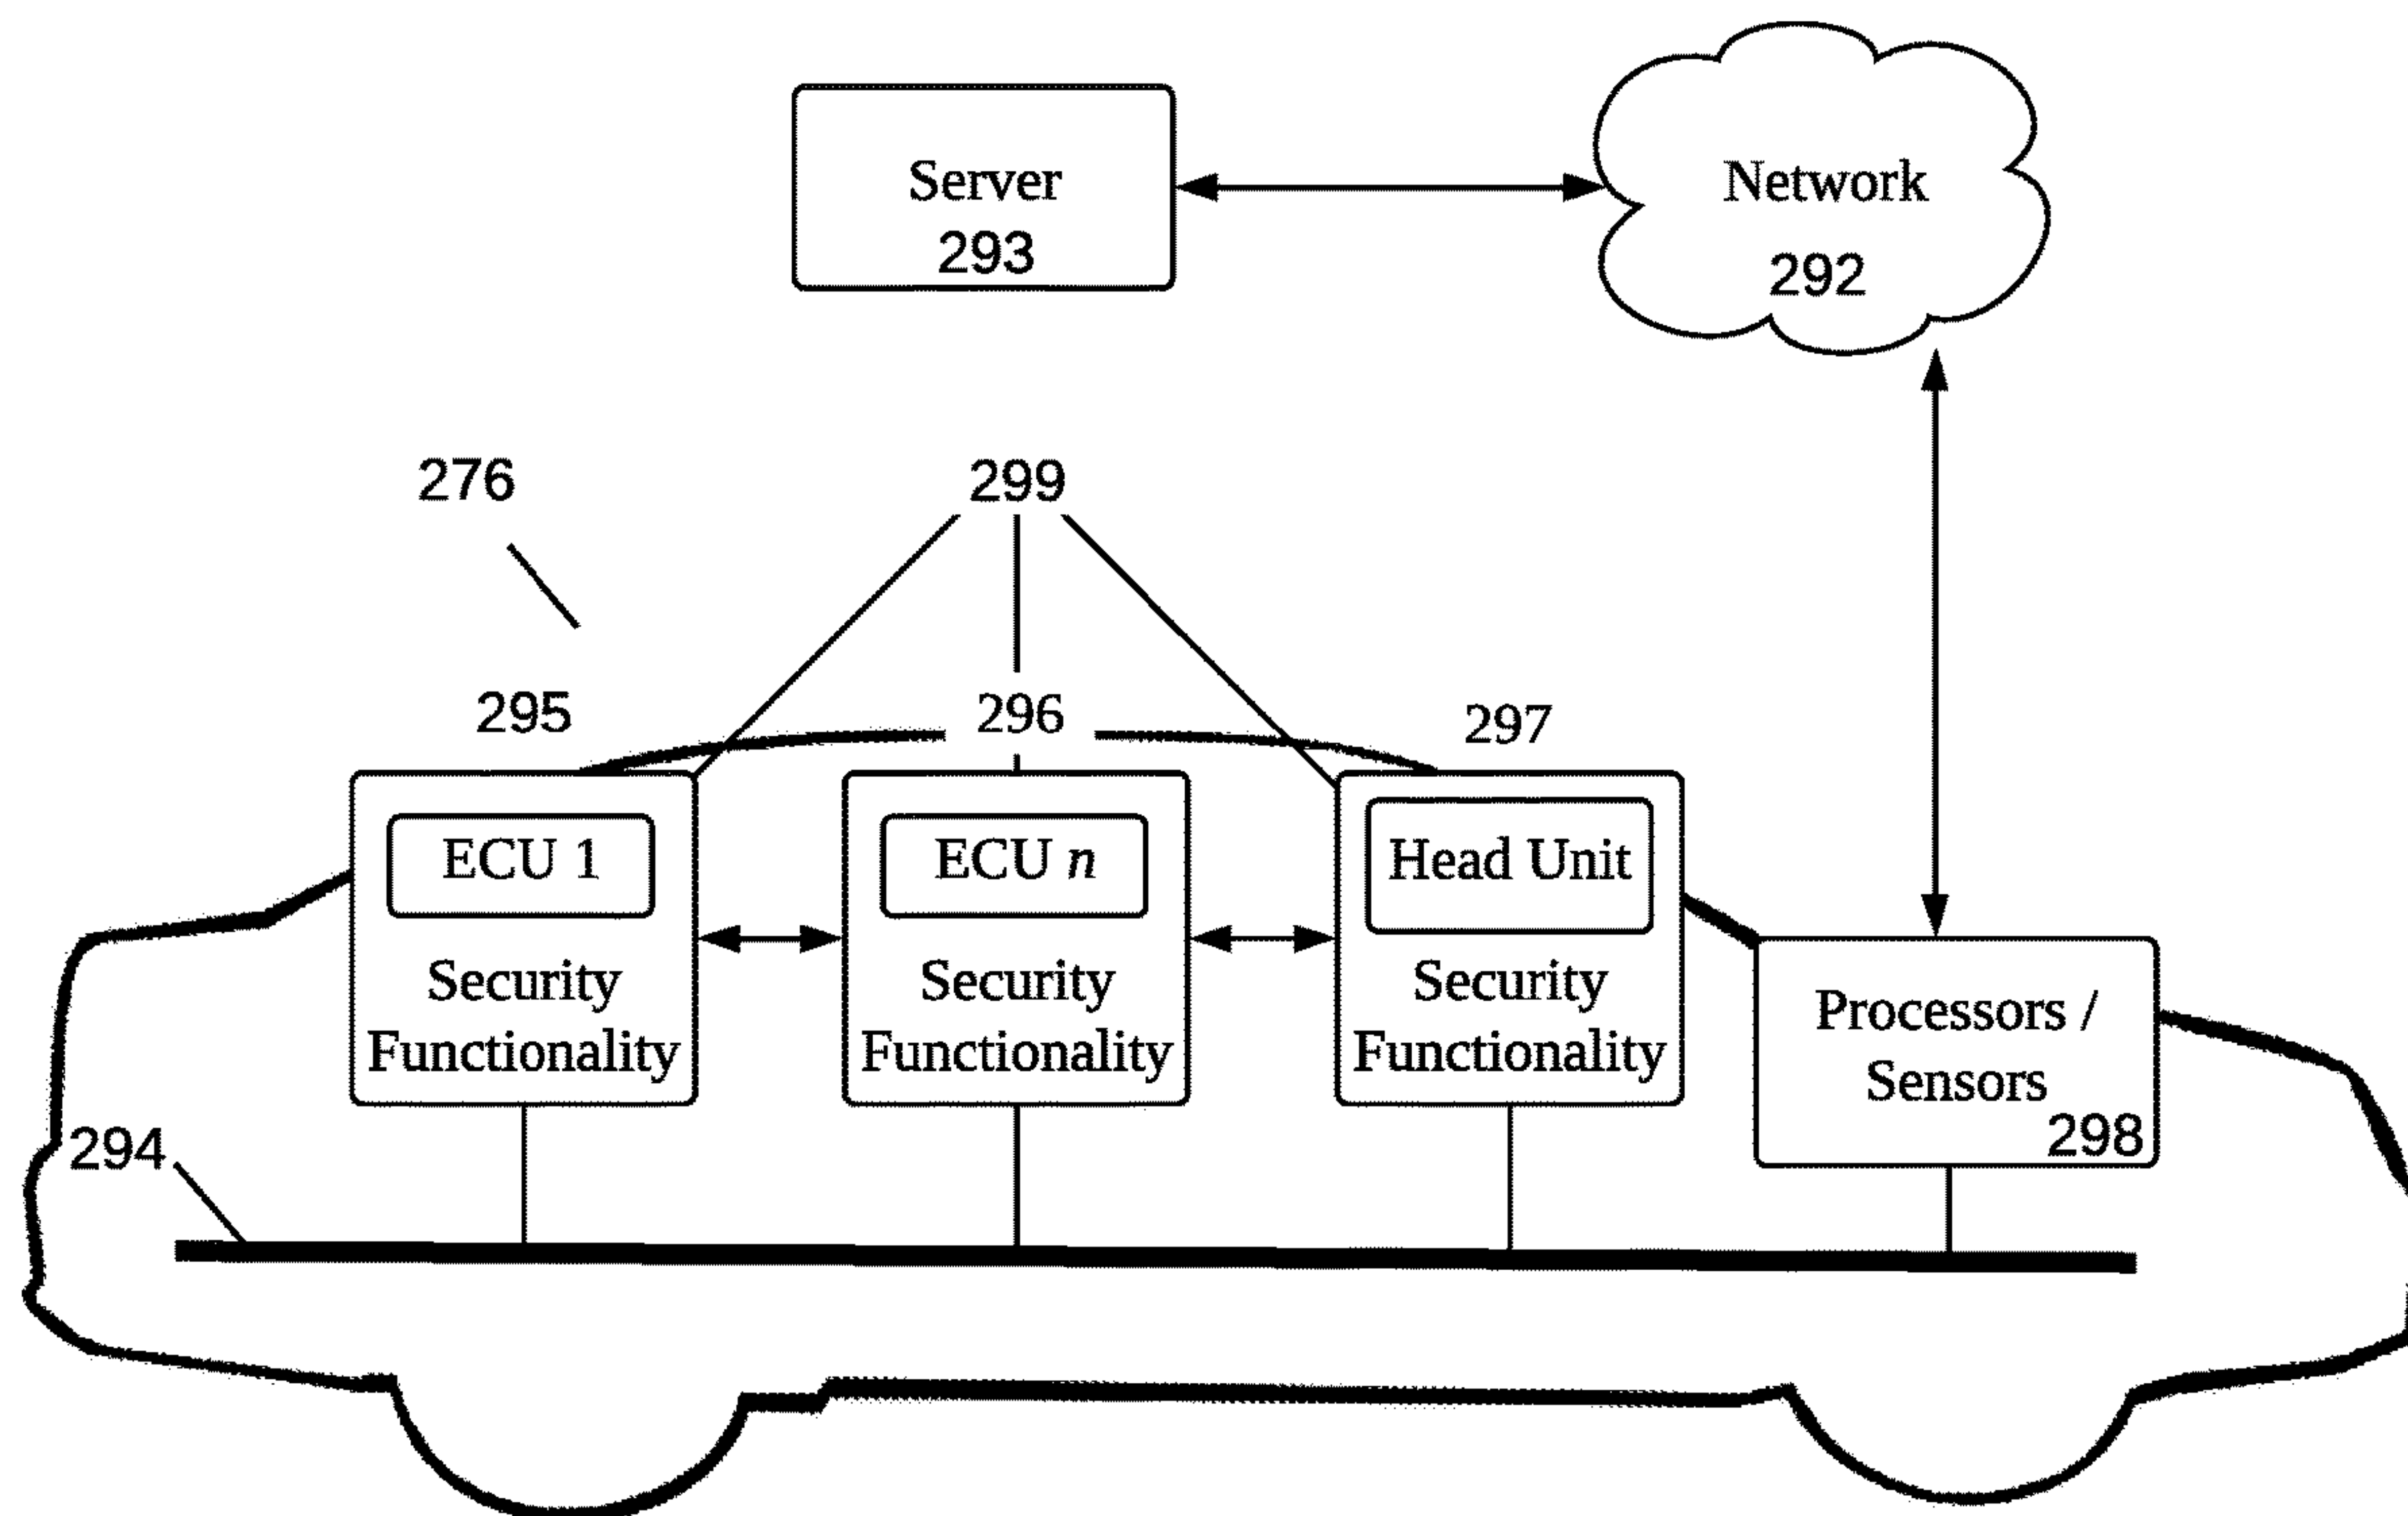 Server
293
Network
292
276
299
295
296
297
ECU 1
Security
Functionality
ECU n
Security
Functionality
Head Unit
Security
Functionality
Processors /
Sensors
298
294